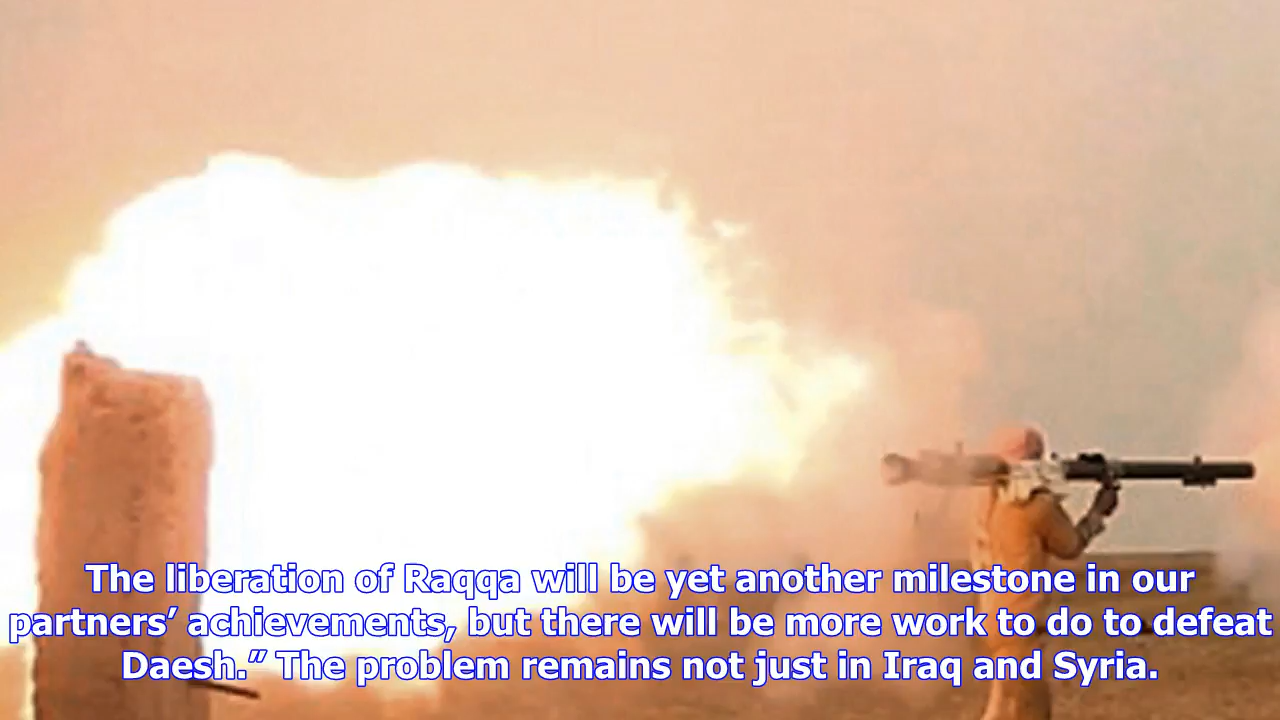 The liberation of Raqqa will be yet another milestone in our
partners’ achievements, but there will be more work to do to defeat
Daesh.” The problem remains not just in Iraq and Syria.